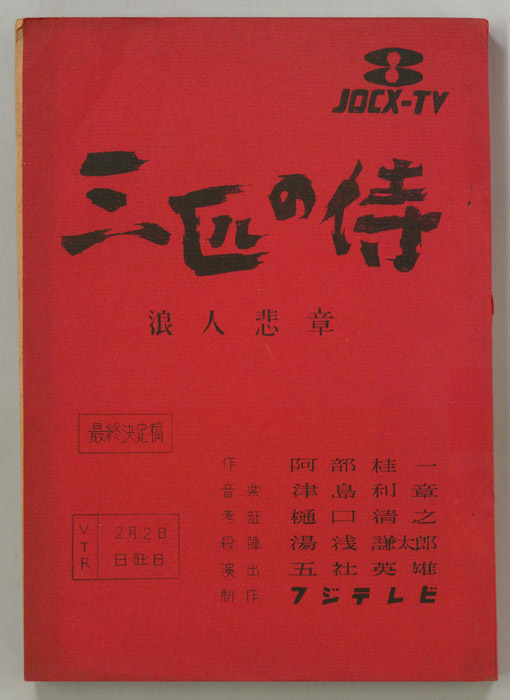 8
JOCX-TV
三匹の侍
浪人悲章
最終決定稿
作 阿部桂一
音楽 津島利章
考証 樋口清之
殺陣 湯浅謙太郎
演出 五社英雄
制作 フジテレビ
VTR
2月2日
日旺日